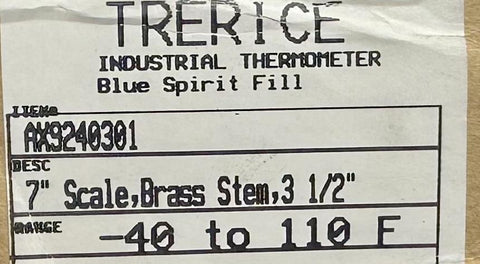 TRERICE
INDUSTRIAL THERMOMETER
Blue Spirit Fill
ITEM#
AX9240301
DESC
7" Scale,Brass Stem,3 1/2"
RANGE
-40 to 110 F